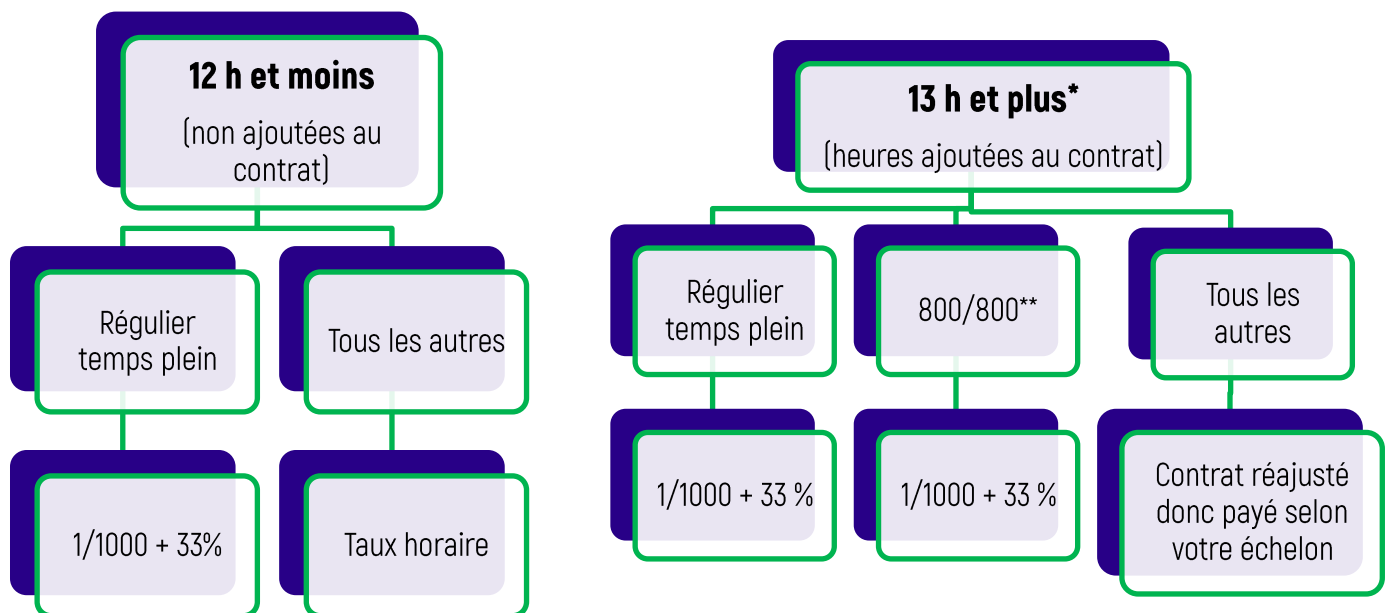 12 h et moins
(non ajoutées au
contrat)
Régulier
temps plein
Tous les autres
1/1000 + 33%
Taux horaire
13 h et plus*
(heures ajoutées au contrat)
Régulier
temps plein
800/800**
Tous les
autres
1/1000 + 33 %
1/1000 + 33 %
Contrat réajusté
donc payé selon
votre échelon